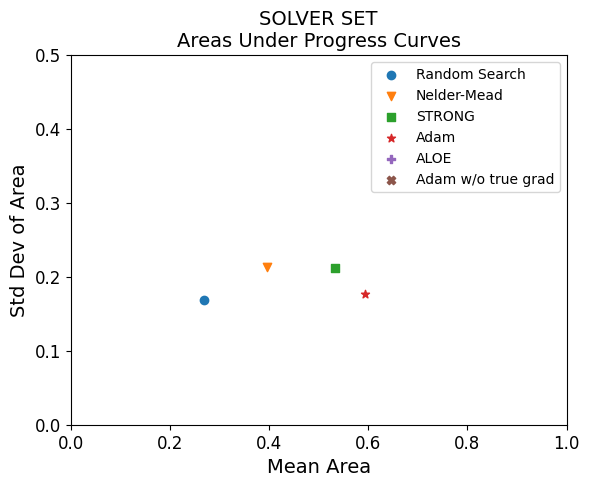 SOLVER SET
Areas Under Progress Curves
0.5
0.4
0.3
0.2
0.1
0.0
Std Dev of Area
Random Search
Nelder-Mead
STRONG
Adam
ALOE
Adam w/o true grad
0.0 0.2 0.4 0.6 0.8 1.0
Mean Area